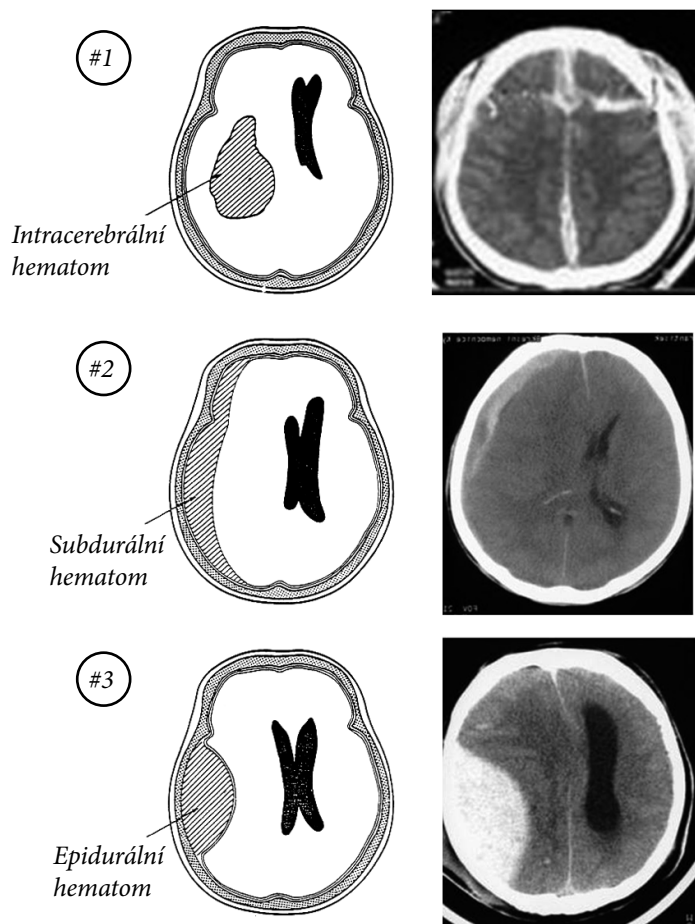 #1
Intracerebrální
hematom
#2
Subdurální
hematom
#3
Epidurální
hematom